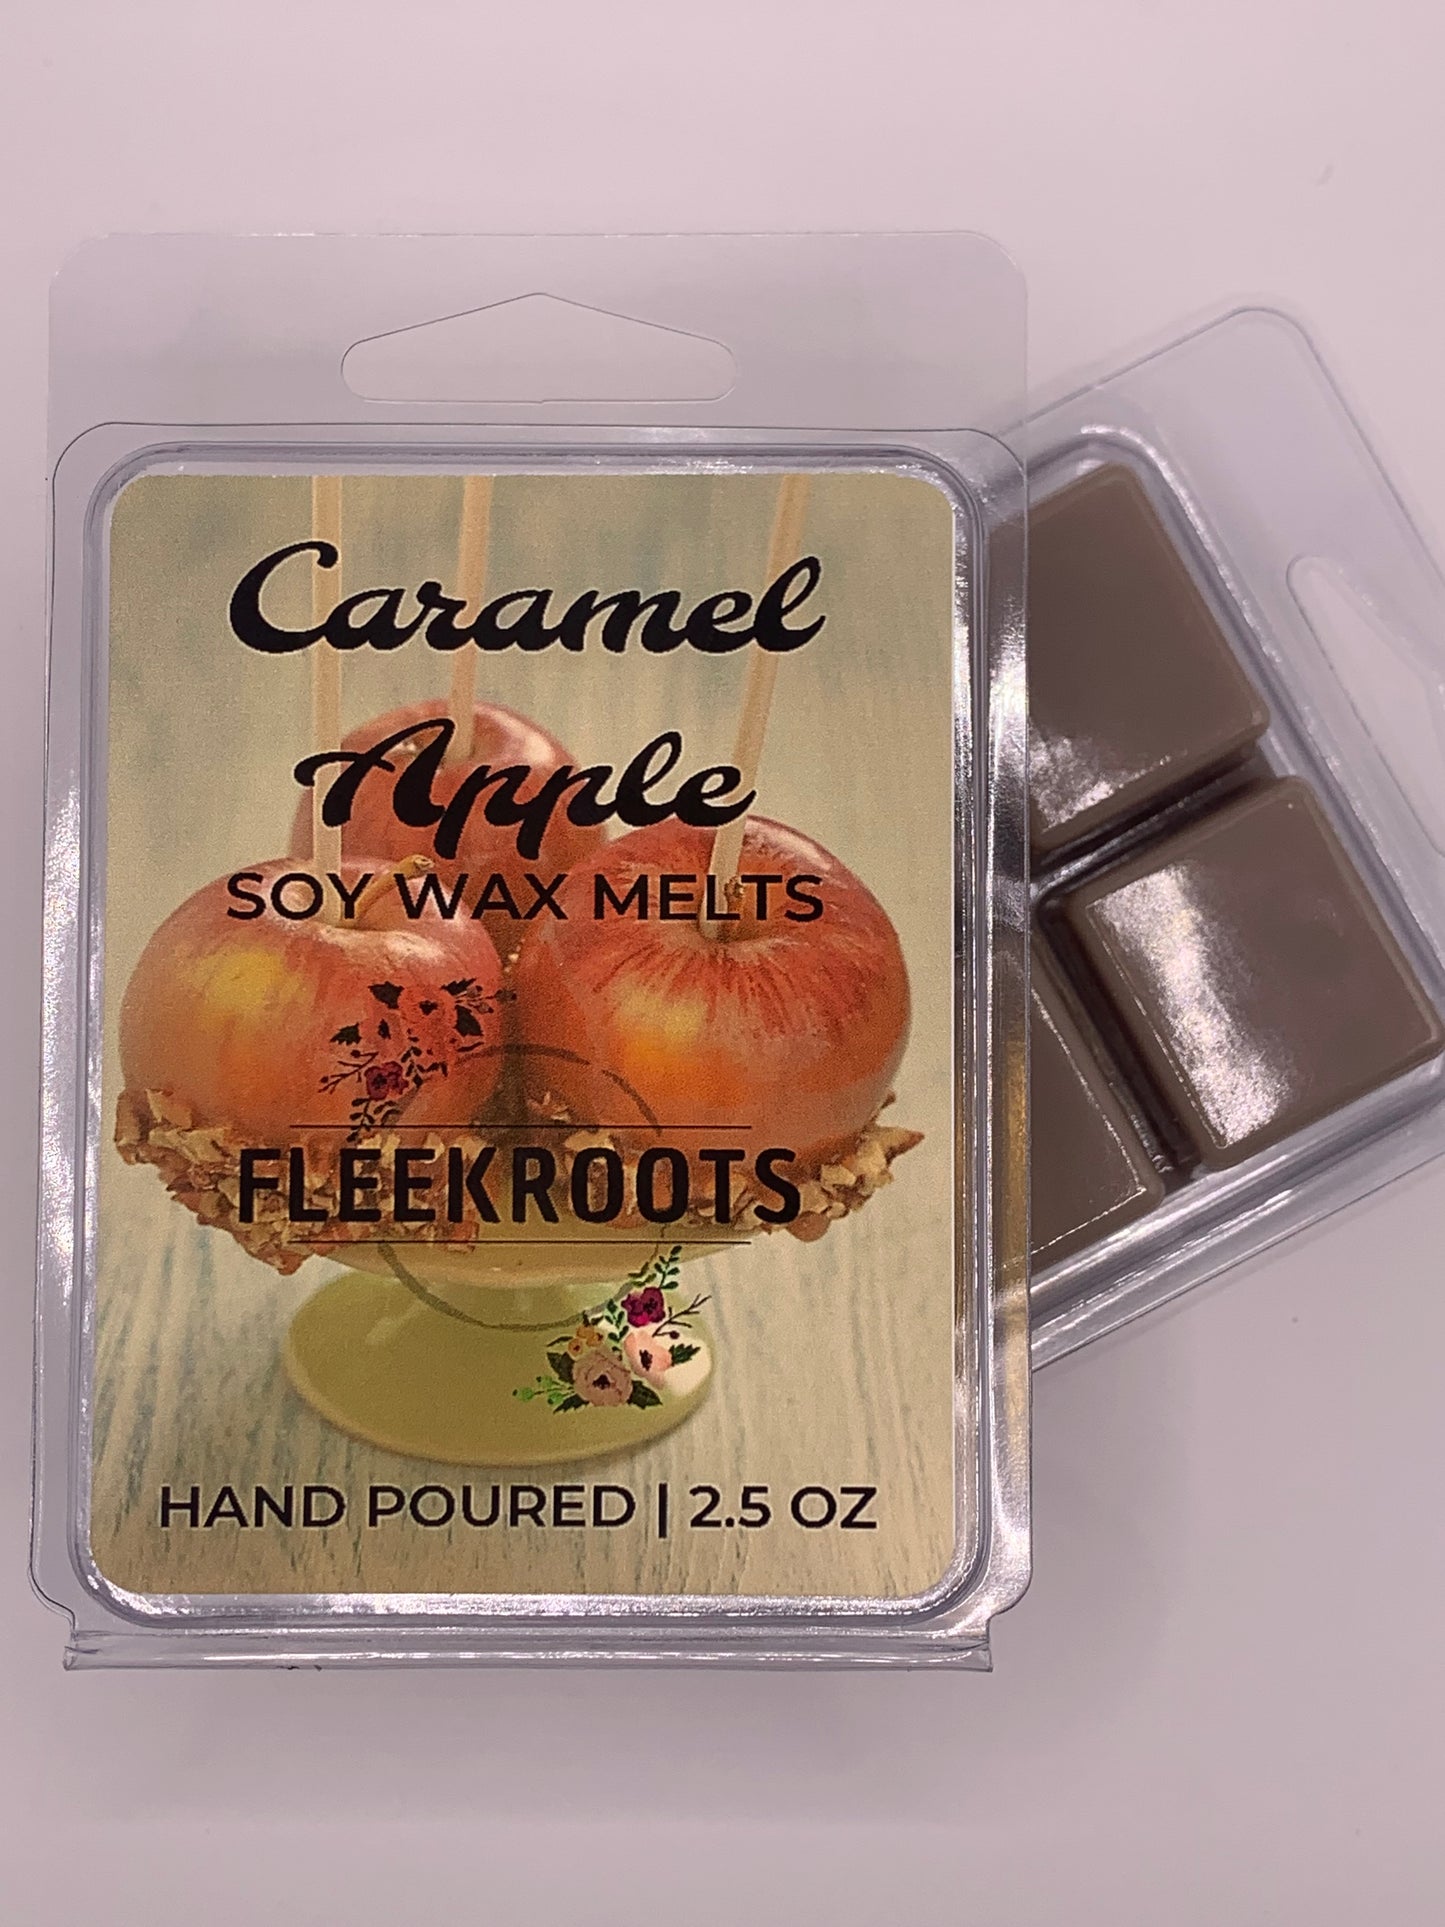 Caramel
Apple
SOY WAX MELTS
FLEEKROOTS
HAND POURED | 2.5 OZ